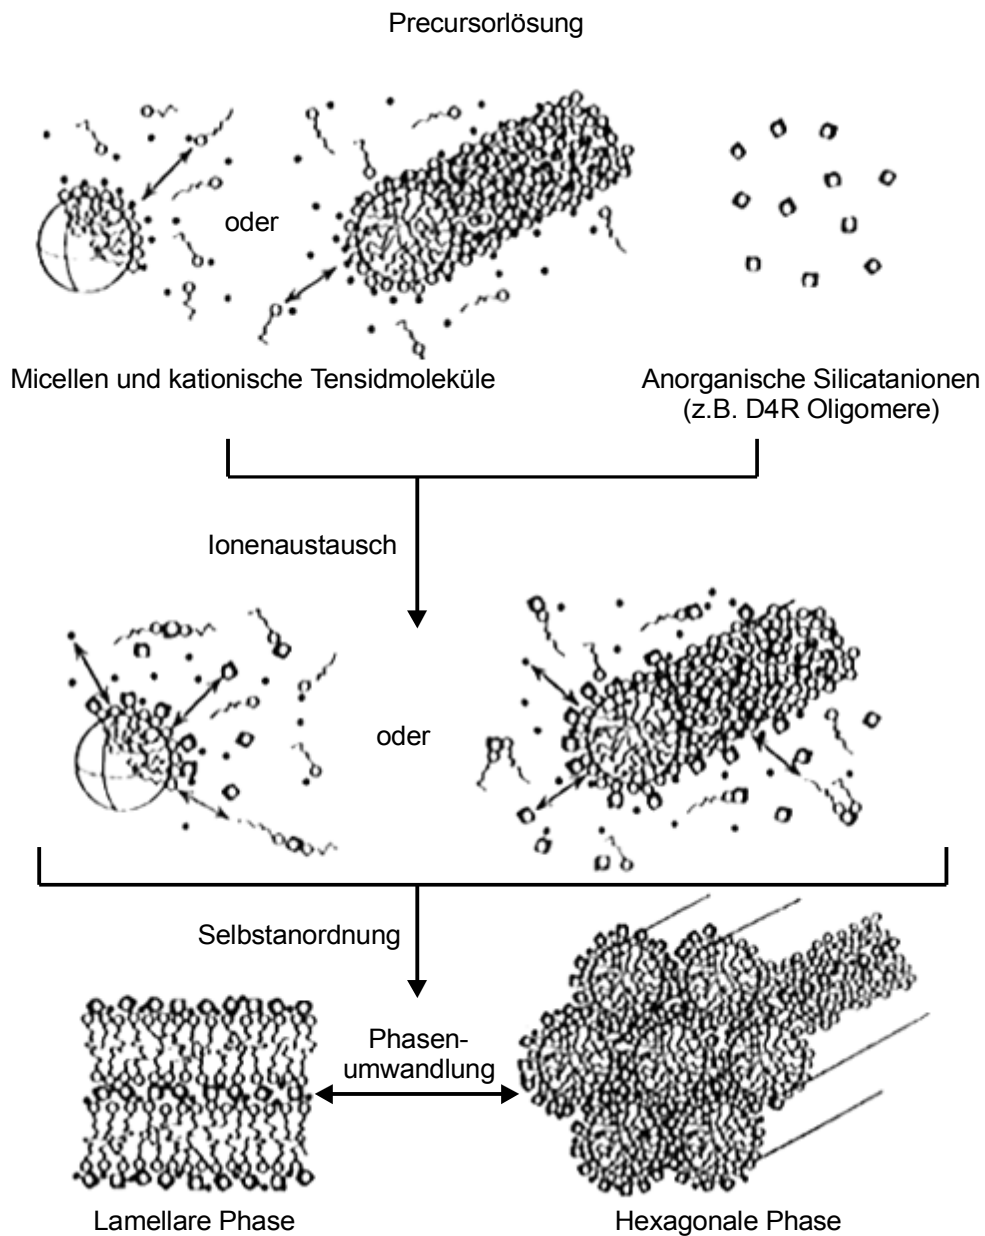 Precursorlösung
oder
Micellen und kationische Tensidmoleküle
Anorganische Silicatanionen
(z.B. D4R Oligomere)
Ionenaustausch
oder
Selbstanordnung
Phasen-
umwandlung
Lamellare Phase
Hexagonale Phase